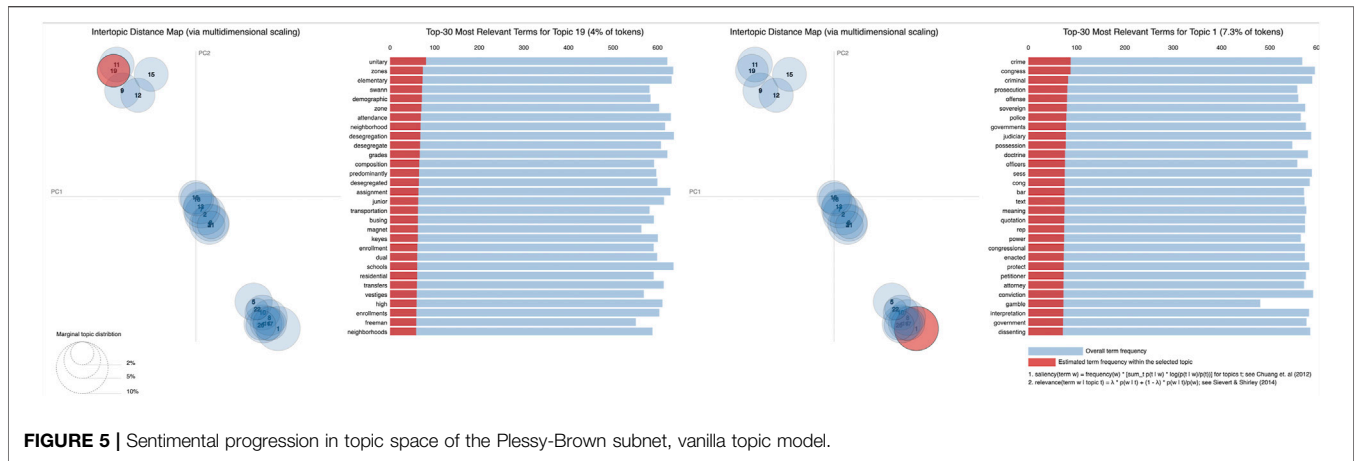 Intertopic Distance Map (via multidimensional scaling)
PC2
PC1
11
19
15
9
12
2
5
1
Marginal topic distribtion
2%
5%
10%
Top-30 Most Relevant Terms for Topic 19 (4% of tokens)
0 100 200 300 400 500 600
unitary
zones
elementary
swann
demographic
zone
attendance
neighborhood
desegregation
desegregate
grades
composition
predominantly
desegregated
assignment
junior
transportation
busing
magnet
keyes
enrollment
dual
schools
residential
transfers
vestiges
high
enrollments
freeman
neighborhoods
Intertopic Distance Map (via multidimensional scaling)
PC2
PC1
11
19
15
9
12
2
5
1
Top-30 Most Relevant Terms for Topic 1 (7.3% of tokens)
0 100 200 300 400 500
crime
congress
criminal
prosecution
offense
sovereign
police
governments
judiciary
possession
doctrine
officers
sess
cong
bar
text
meaning
quotation
rep
power
congressional
enacted
protect
petitioner
attorney
conviction
gamble
interpretation
government
dissenting
Overall term frequency
Estimated term frequency within the selected topic
1. saliency(term w) = frequency(w) * [sum_t p(t | w) * log(p(t | w)/p(t))] for topics t; see Chuang et. al (2012)
2. relevance(term w | topic t) = λ * p(w | t) + (1 - λ) * p(w | t)/p(w); see Sievert & Shirley (2014)
FIGURE 5 | Sentimental progression in topic space of the Plessy-Brown subnet, vanilla topic model.